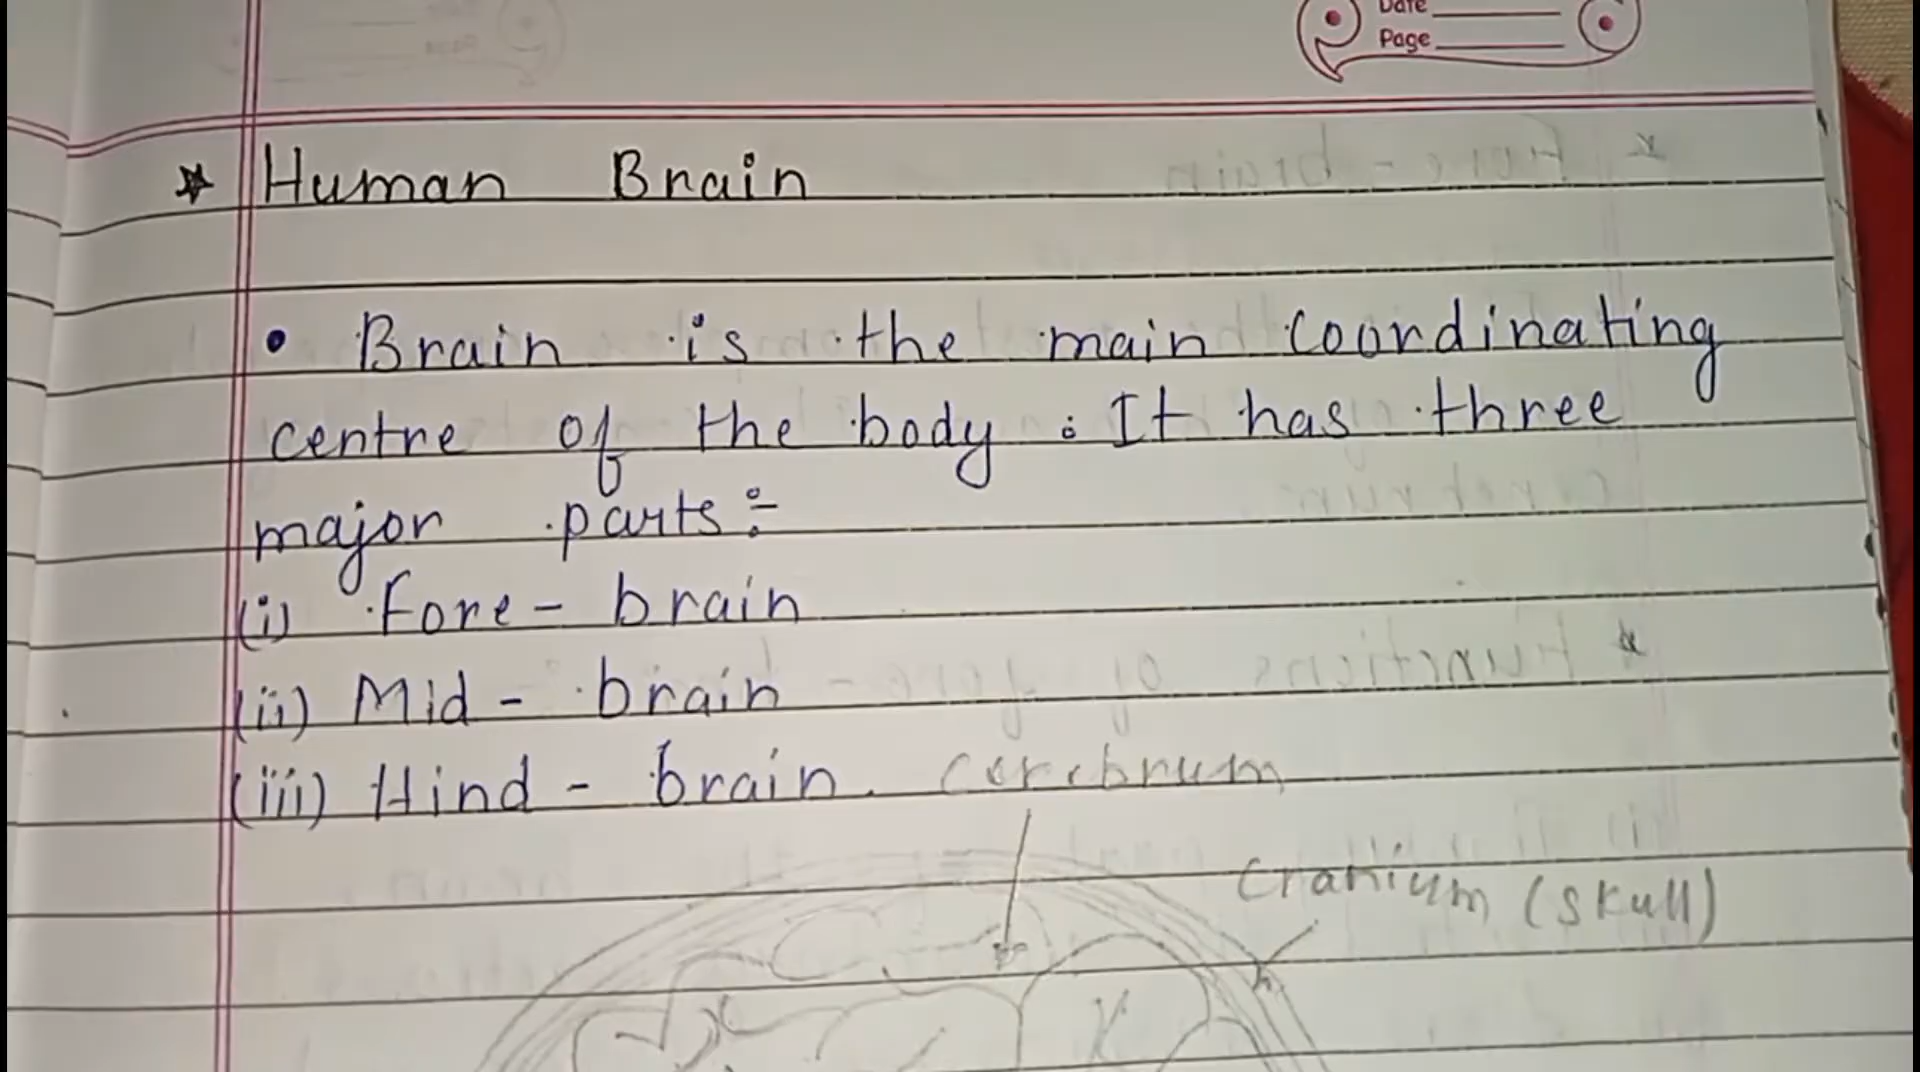 Date
Page
★ Human Brain
• Brain is the main coordinating
centre of the body. It has three
major parts:-
(i) Fore - brain
(ii) Mid - brain
(iii) Hind - brain. Cerebrum
Cranium (skull)